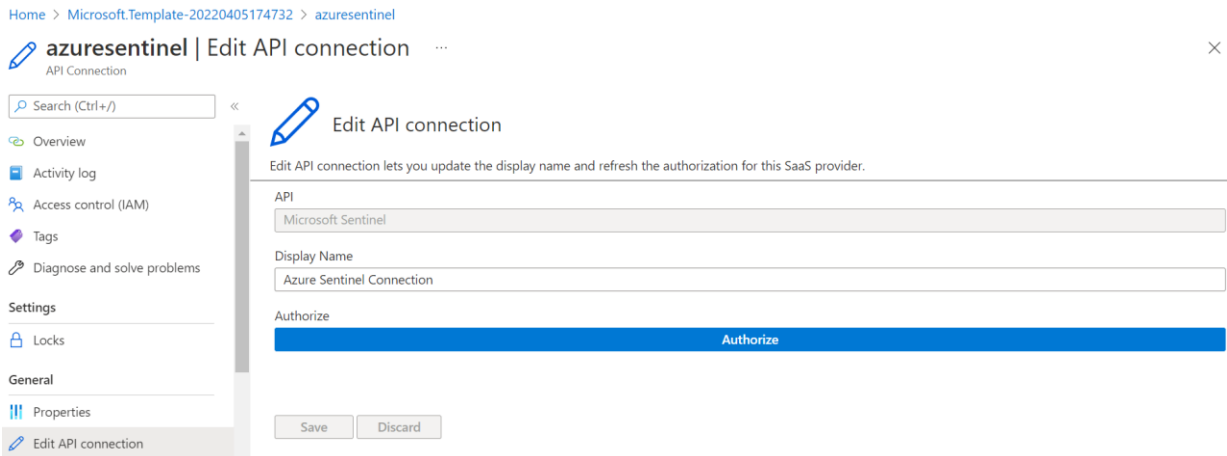 Home > Microsoft.Template-20220405174732 > azuresentinel
azuresentinel | Edit API connection ...
API Connection
Search (Ctrl+/)
«
Overview
Activity log
Access control (IAM)
Tags
Diagnose and solve problems
Settings
Locks
General
Properties
Edit API connection
Edit API connection
Edit API connection lets you update the display name and refresh the authorization for this SaaS provider.
API
Microsoft Sentinel
Display Name
Azure Sentinel Connection
Authorize
Authorize
Save Discard